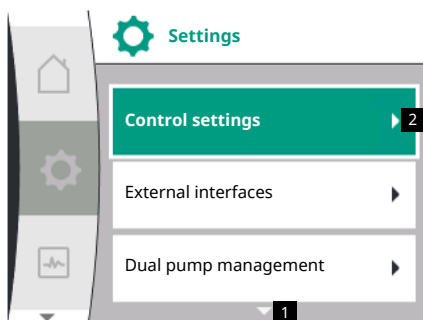 Settings
Control settings
2
External interfaces
Dual pump management
1